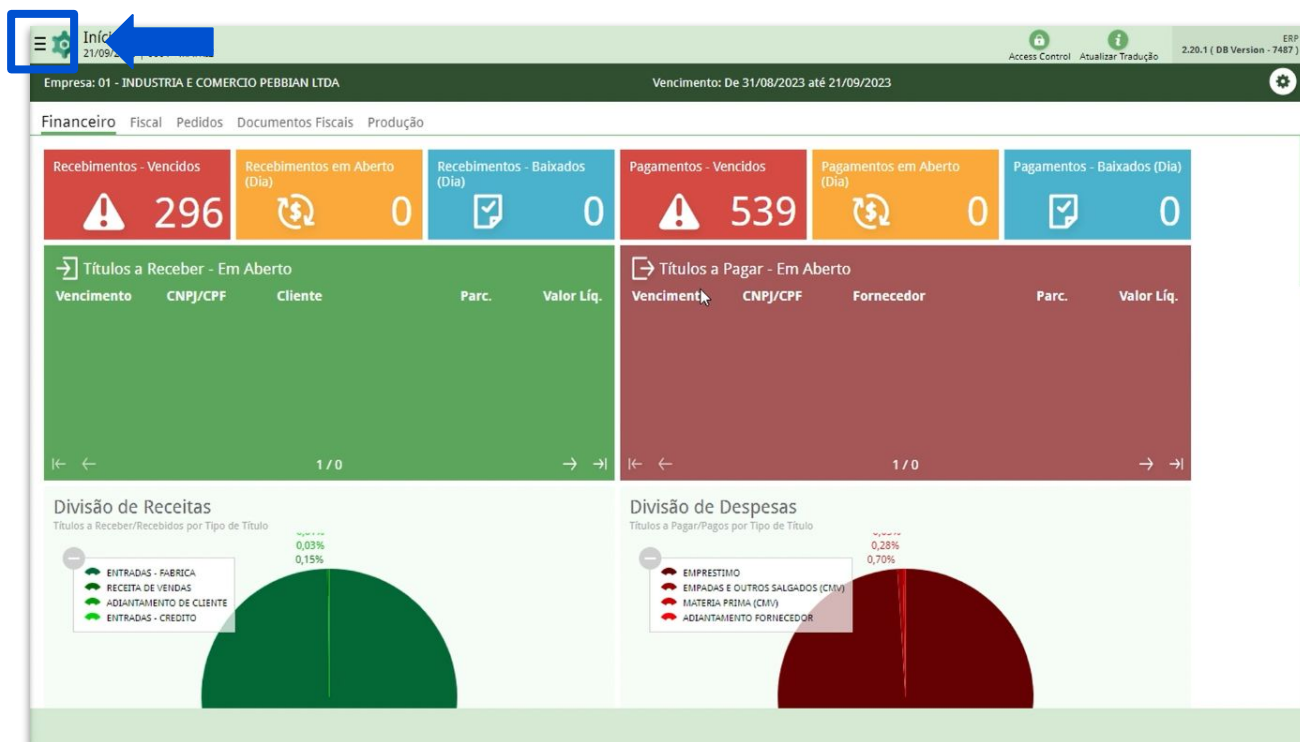 Access Control Atualizar Tradução
ERP
2.20.1 ( DB Version - 7487 )
Empresa: 01 - INDUSTRIA E COMERCIO PEBBIAN LTDA
Vencimento: De 31/08/2023 até 21/09/2023
Financeiro Fiscal Pedidos Documentos Fiscais Produção
Recebimentos - Vencidos
296
Recebimentos em Aberto
(Dia)
0
Recebimentos - Baixados
(Dia)
0
Pagamentos - Vencidos
539
Pagamentos em Aberto
(Dia)
0
Pagamentos - Baixados (Dia)
0
Títulos a Receber - Em Aberto
Vencimento CNPJ/CPF Cliente Parc. Valor Líq.
1 / 0
Títulos a Pagar - Em Aberto
Vencimento CNPJ/CPF Fornecedor Parc. Valor Líq.
1 / 0
Divisão de Receitas
Títulos a Receber/Recebidos por Tipo de Título
0,03%
0,15%
ENTRADAS - FABRICA
RECEITA DE VENDAS
ADIANTAMENTO DE CLIENTE
ENTRADAS - CREDITO
Divisão de Despesas
Títulos a Pagar/Pagos por Tipo de Título
0,28%
0,70%
EMPRESTIMO
EMPADAS E OUTROS SALGADOS (CMV)
MATERIA PRIMA (CMV)
ADIANTAMENTO FORNECEDOR